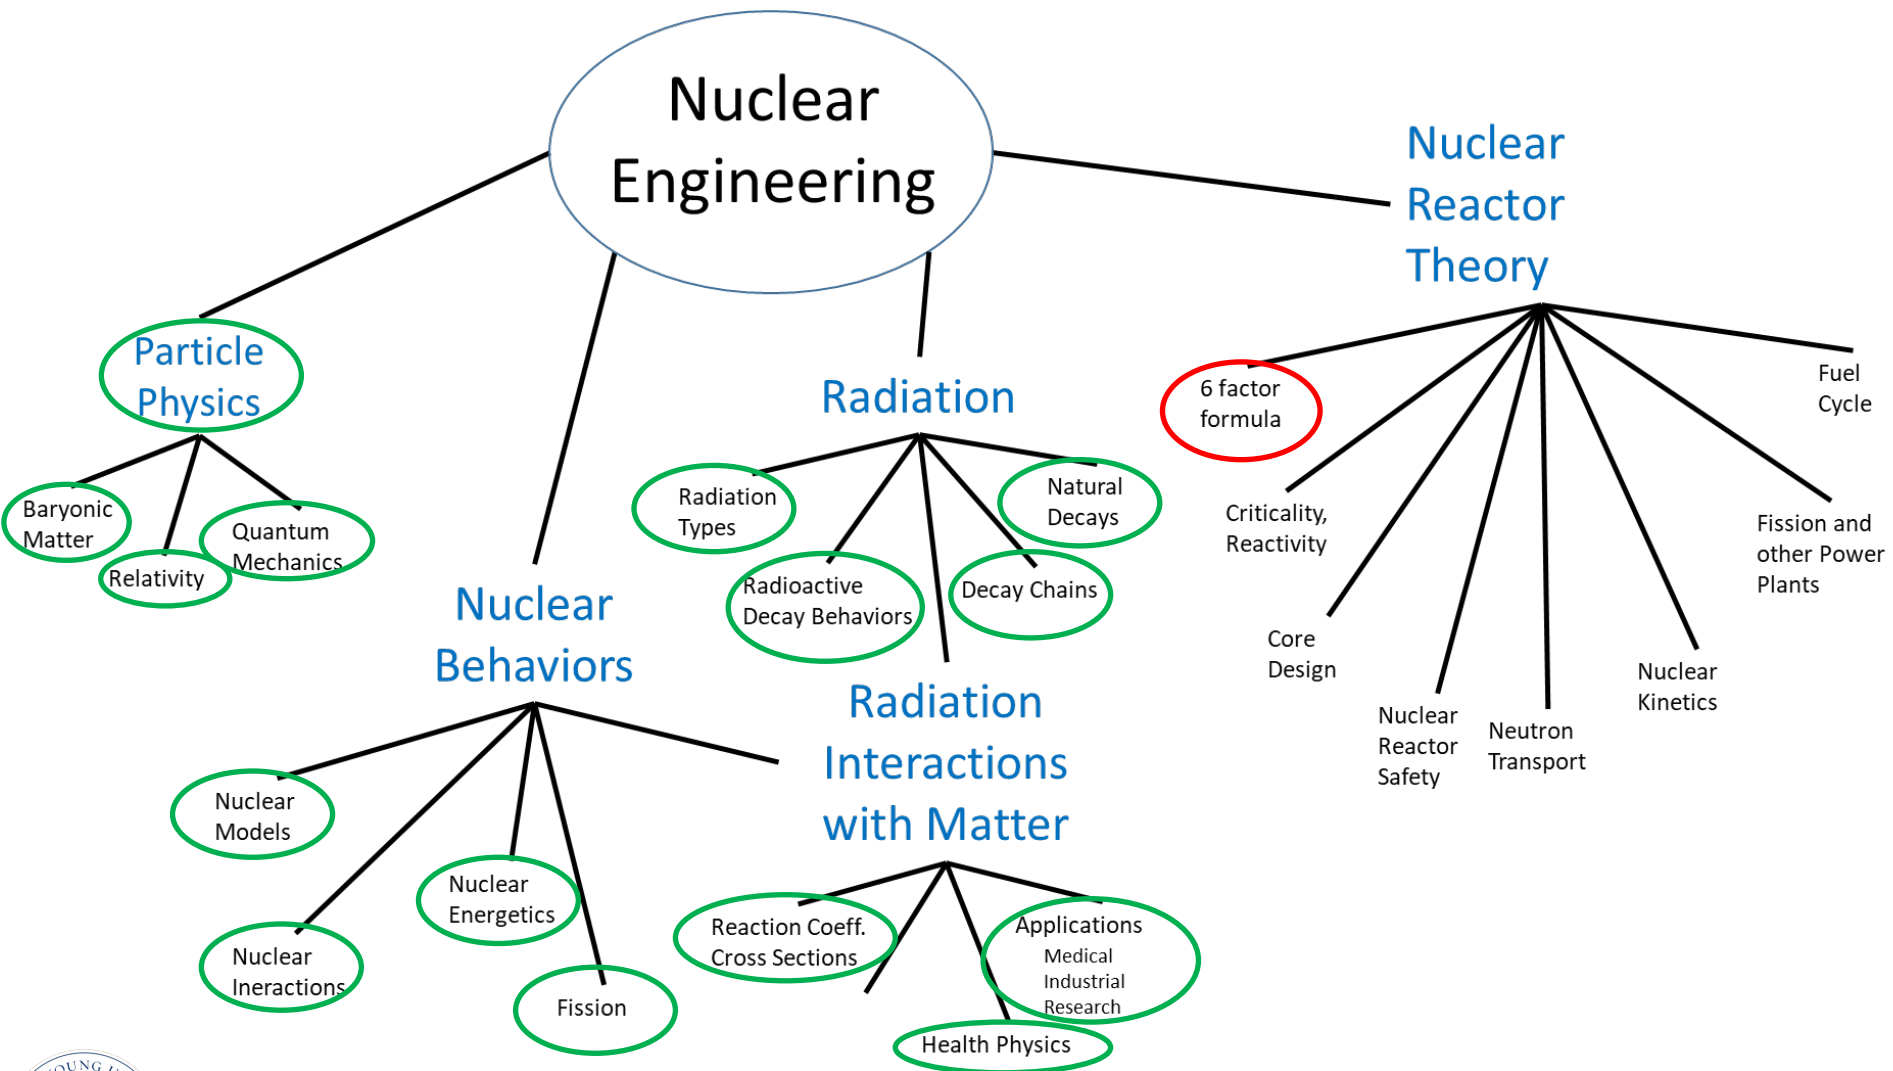 Nuclear
Engineering
Nuclear
Reactor
Theory
Particle
Physics
Baryonic
Matter
Relativity
Quantum
Mechanics
Nuclear
Behaviors
Nuclear
Models
Nuclear
Ineractions
Nuclear
Energetics
Fission
Radiation
Radiation
Types
Radioactive
Decay Behaviors
Decay Chains
Natural
Decays
Radiation
Interactions
with Matter
Reaction Coeff.
Cross Sections
Health Physics
Applications
Medical
Industrial
Research
6 factor
formula
Criticality,
Reactivity
Core
Design
Nuclear
Reactor
Safety
Neutron
Transport
Nuclear
Kinetics
Fission and
other Power
Plants
Fuel
Cycle